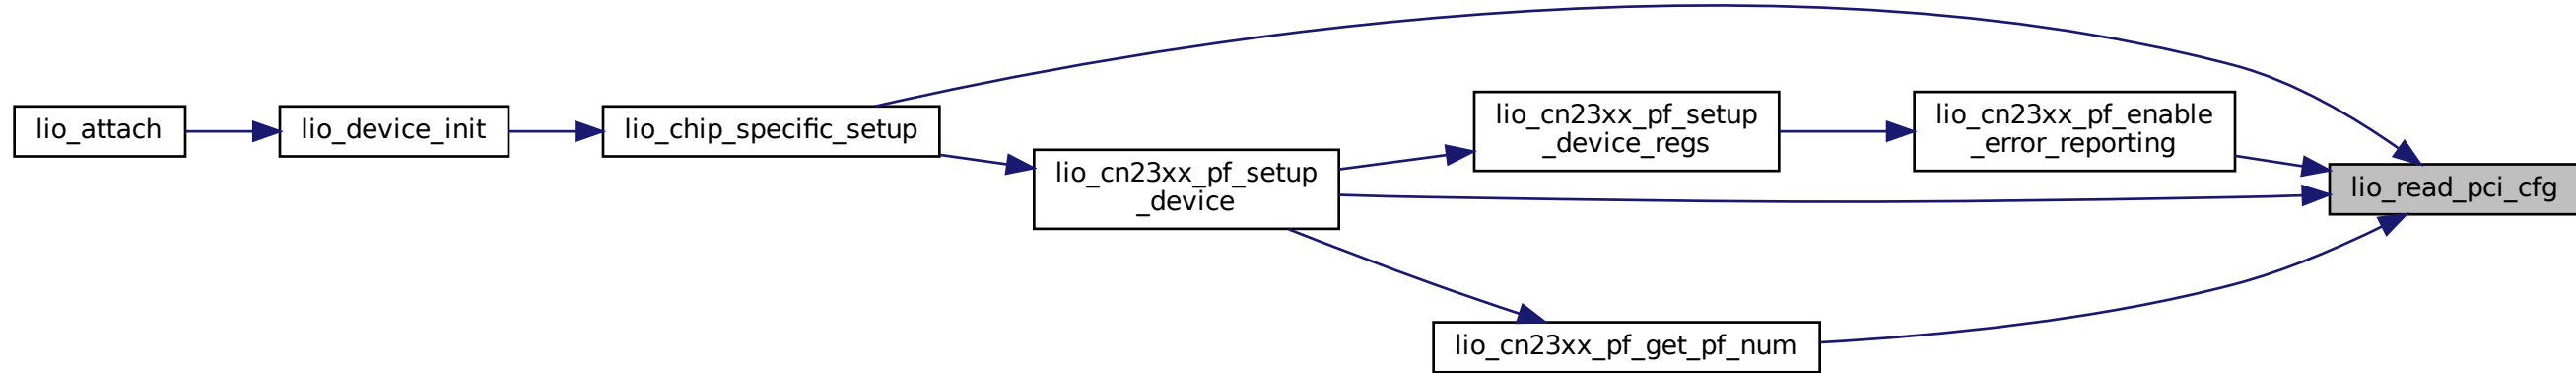 lio_attach
lio_device_init
lio_chip_specific_setup
lio_cn23xx_pf_setup
_device
lio_cn23xx_pf_setup
_device_regs
lio_cn23xx_pf_enable
_error_reporting
lio_read_pci_cfg
lio_cn23xx_pf_get_pf_num